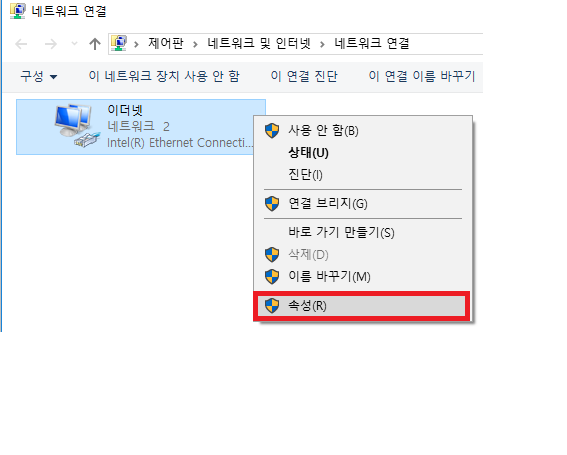 네트워크 연결
제어판 › 네트워크 및 인터넷 › 네트워크 연결
구성 이 네트워크 장치 사용 안 함 이 연결 진단 이 연결 이름 바꾸기
이더넷
네트워크 2
Intel(R) Ethernet Connecti...
사용 안 함(B)
상태(U)
진단(I)
연결 브리지(G)
바로 가기 만들기(S)
삭제(D)
이름 바꾸기(M)
속성(R)